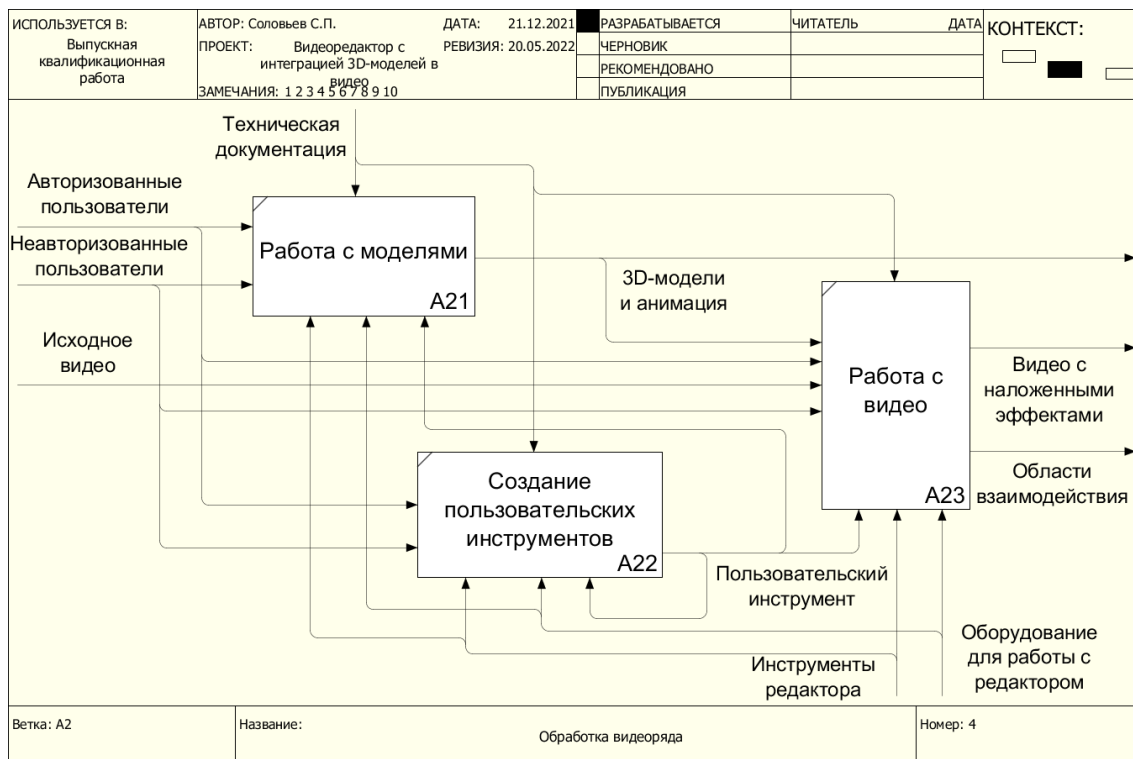 ИСПОЛЬЗУЕТСЯ В:
Выпускная
квалификационная
работа
АВТОР: Соловьев С.П.
ДАТА: 21.12.2021
ПРОЕКТ: Видеоредактор с
интеграцией 3D-моделей в
видео
РЕВИЗИЯ: 20.05.2022
ЗАМЕЧАНИЯ: 1 2 3 4 5 6 7 8 9 10
РАЗРАБАТЫВАЕТСЯ
ЧЕРНОВИК
РЕКОМЕНДОВАНО
ПУБЛИКАЦИЯ
ЧИТАТЕЛЬ ДАТА
КОНТЕКСТ:
Техническая
документация
Авторизованные
пользователи
Неавторизованные
пользователи
Исходное
видео
Работа с моделями
A21
3D-модели
и анимация
Работа с
видео
A23
Видео с
наложенными
эффектами
Области
взаимодействия
Создание
пользовательских
инструментов
A22
Пользовательский
инструмент
Инструменты
редактора
Оборудование
для работы с
редактором
Ветка: A2
Название:
Обработка видеоряда
Номер: 4